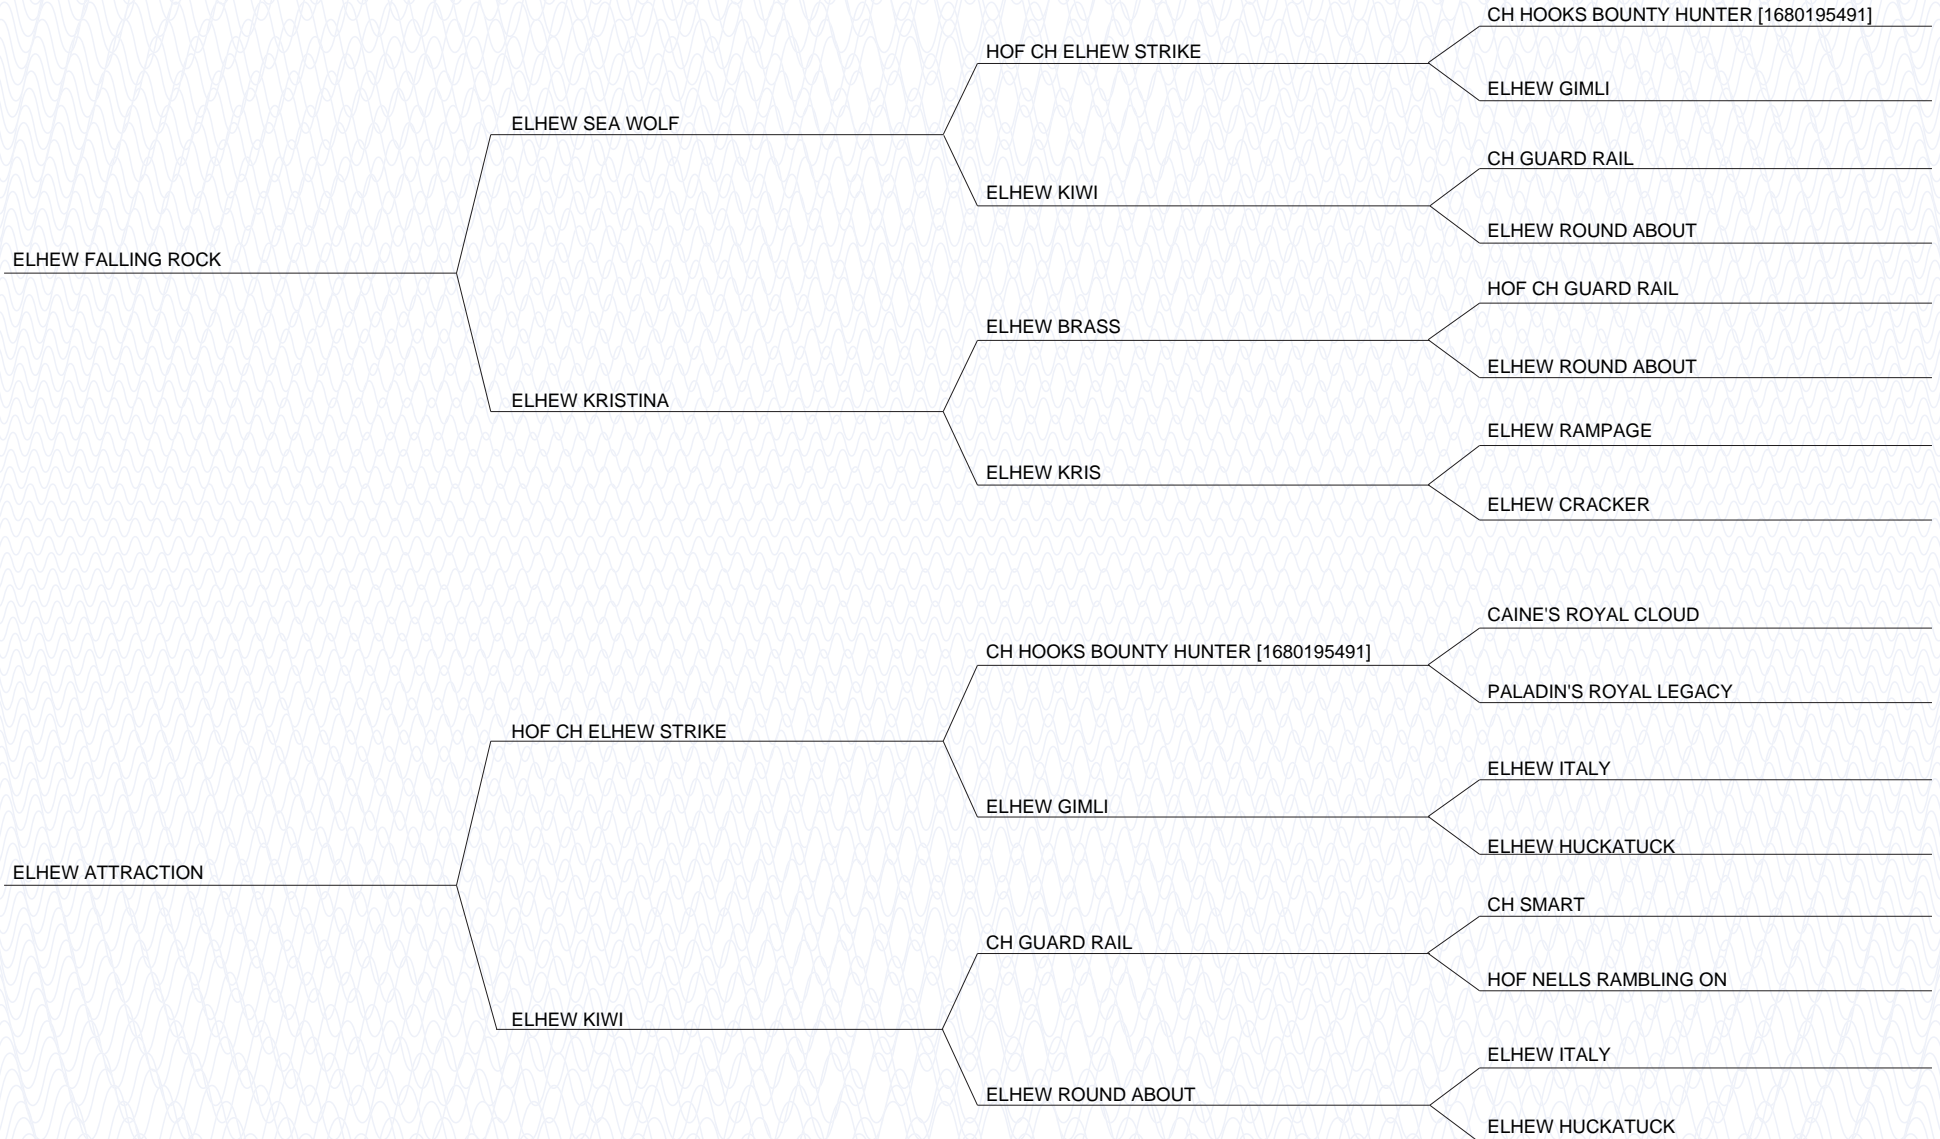 CH HOOKS BOUNTY HUNTER [1680195491]
HOF CH ELHEW STRIKE
ELHEW GIMLI
ELHEW SEA WOLF
CH GUARD RAIL
ELHEW KIWI
ELHEW ROUND ABOUT
ELHEW FALLING ROCK
HOF CH GUARD RAIL
ELHEW BRASS
ELHEW ROUND ABOUT
ELHEW KRISTINA
ELHEW RAMPAGE
ELHEW KRIS
ELHEW CRACKER
CAINE'S ROYAL CLOUD
CH HOOKS BOUNTY HUNTER [1680195491]
PALADIN'S ROYAL LEGACY
HOF CH ELHEW STRIKE
ELHEW ITALY
ELHEW GIMLI
ELHEW HUCKATUCK
ELHEW ATTRACTION
CH SMART
CH GUARD RAIL
HOF NELLS RAMBLING ON
ELHEW KIWI
ELHEW ITALY
ELHEW ROUND ABOUT
ELHEW HUCKATUCK